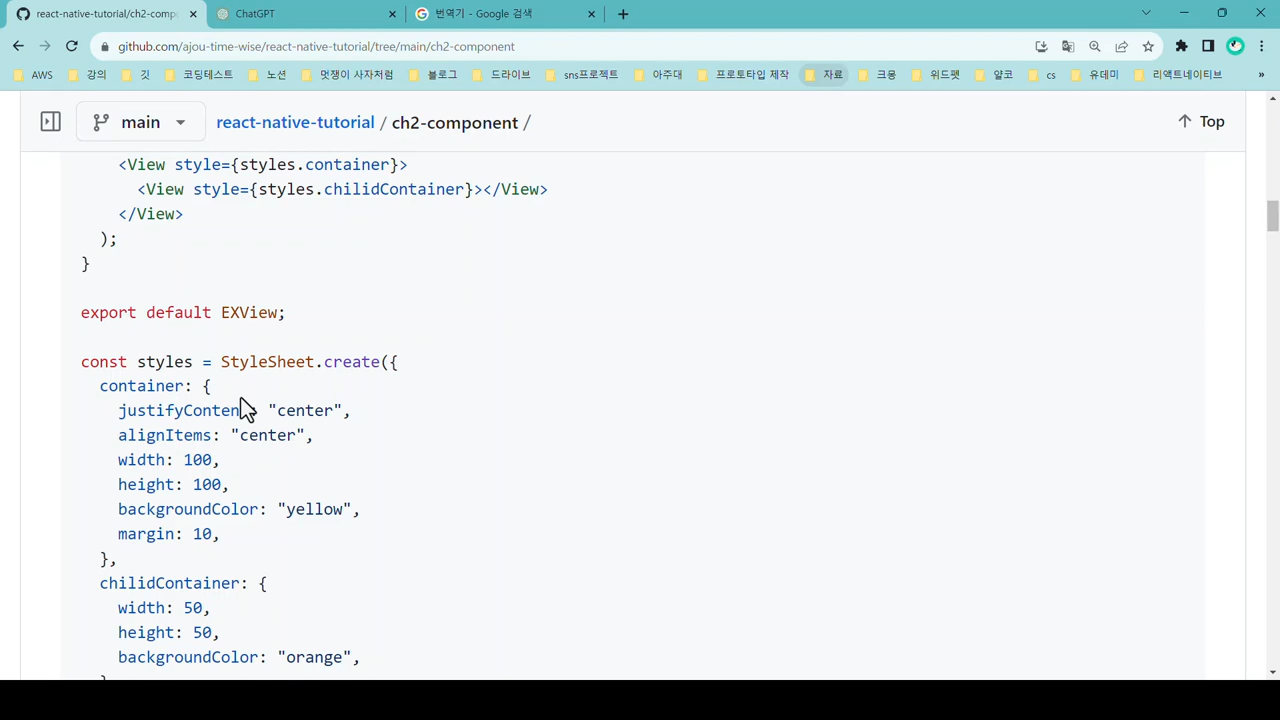 react-native-tutorial/ch2-compo
ChatGPT
번역기 - Google 검색
github.com/ajou-time-wise/react-native-tutorial/tree/main/ch2-component
AWS 강의 깃 코딩테스트 노션 멋쟁이 사자처럼 블로그 드라이브 sns프로젝트 아주대 프로토타입 제작 자료 크몽 위드펫 얄코 cs 유데미 리액트네이티브 »
main react-native-tutorial / ch2-component / Top
<View style={styles.container}>
<View style={styles.chilidContainer}></View>
</View>
);
}
export default EXView;
const styles = StyleSheet.create({
container: {
justifyConten "center",
alignItems: "center",
width: 100,
height: 100,
backgroundColor: "yellow",
margin: 10,
},
chilidContainer: {
width: 50,
height: 50,
backgroundColor: "orange",